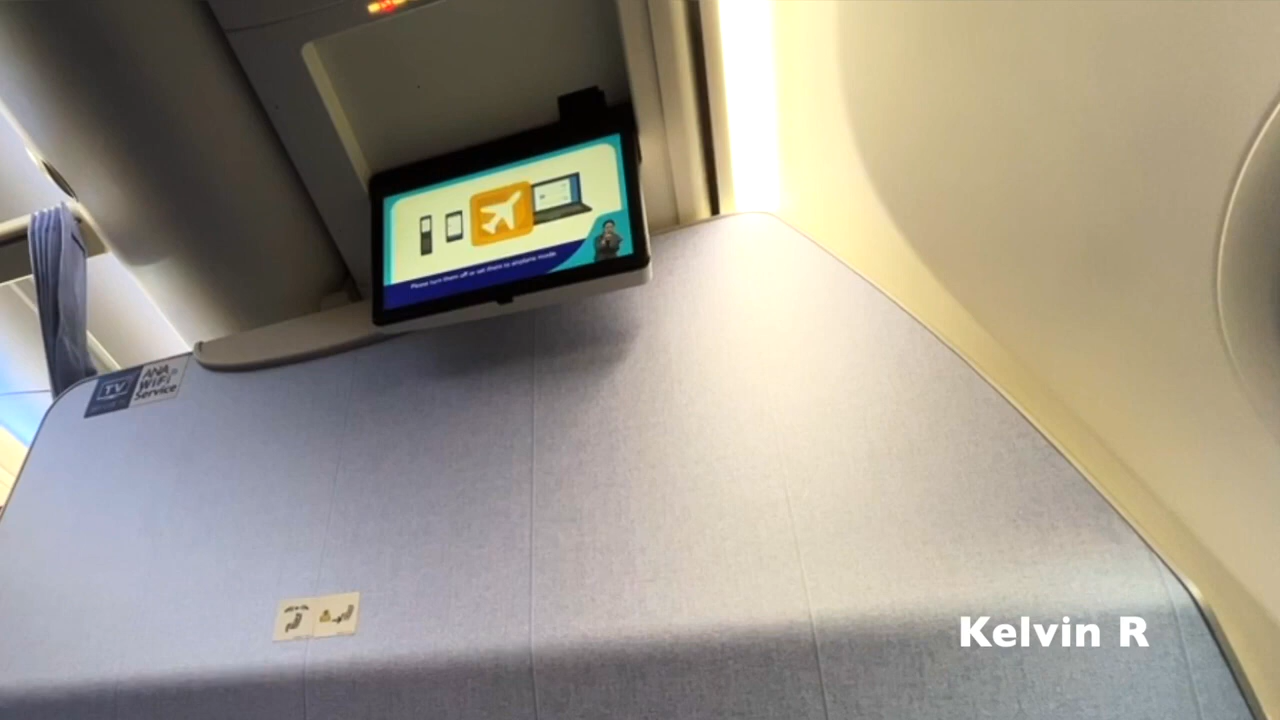 Please turn them off or set them to airplane mode.
TV
ANA
WiFi
Service
Kelvin R